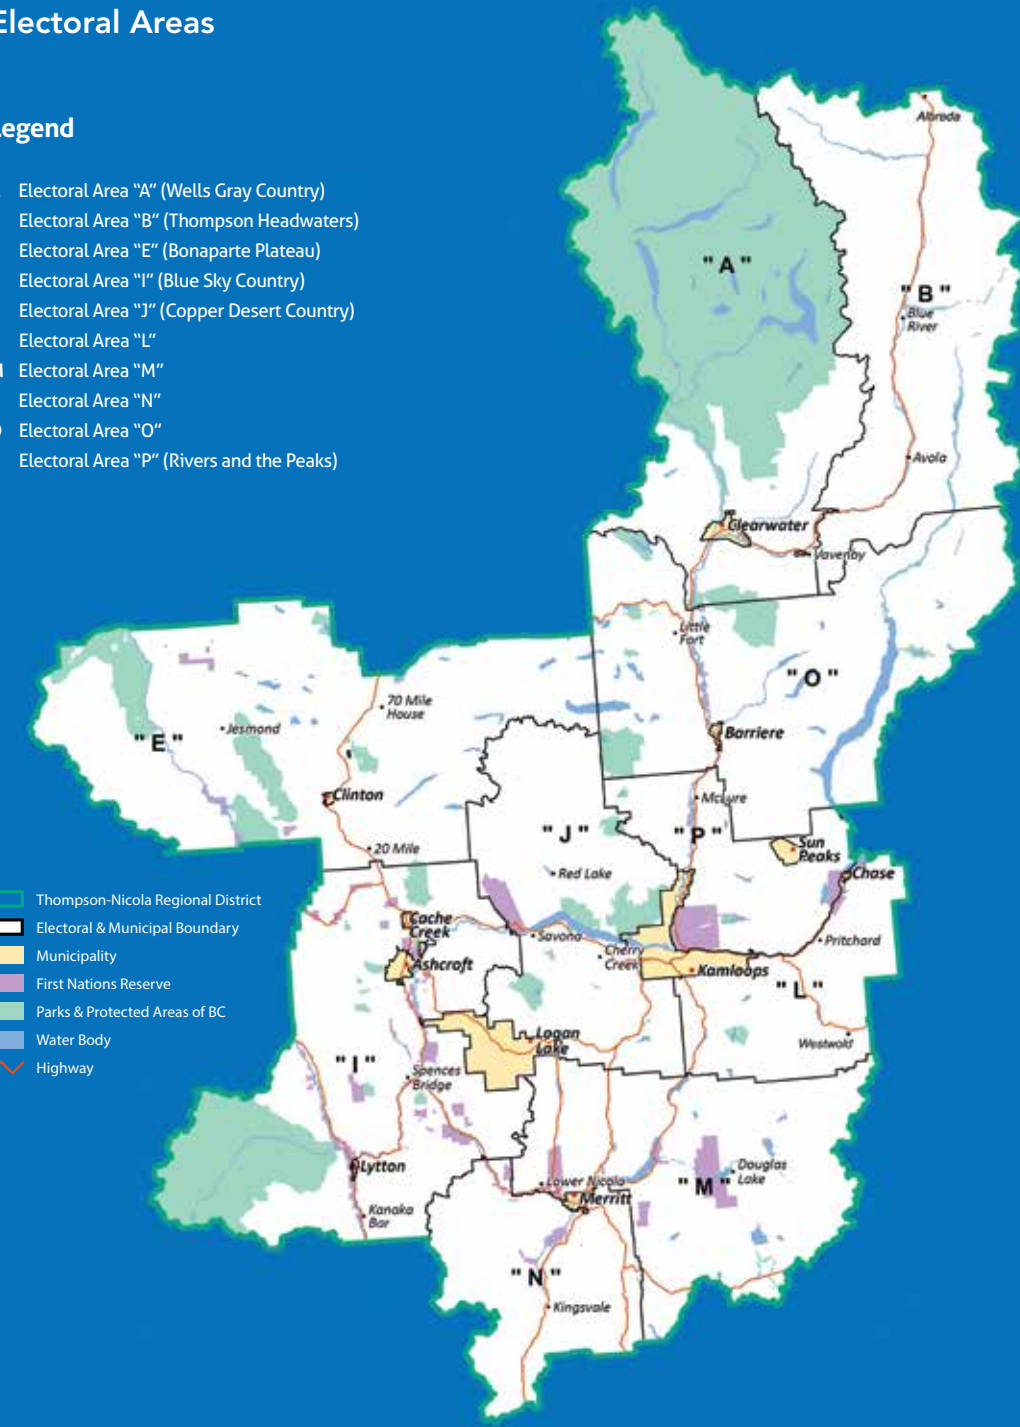 Electoral Areas
Legend
Electoral Area “A” (Wells Gray Country)
Electoral Area “B” (Thompson Headwaters)
Electoral Area “E” (Bonaparte Plateau)
Electoral Area “I” (Blue Sky Country)
Electoral Area “J” (Copper Desert Country)
Electoral Area “L”
Electoral Area “M”
Electoral Area “N”
Electoral Area “O”
Electoral Area “P” (Rivers and the Peaks)
Albreda
"A"
"B"
Blue
River
Avola
Clearwater
Vavenby
Little
Fort
"O"
70 Mile
House
Jesmond
"E"
Barriere
Clinton
McLure
"J"
"P"
20 Mile
Sun
Peaks
Red Lake
Chase
Thompson-Nicola Regional District
Electoral & Municipal Boundary
Municipality
First Nations Reserve
Parks & Protected Areas of BC
Water Body
Highway
Cache
Creek
Savona
Cherry
Creek
Pritchard
Ashcroft
Kamloops
"L"
Logan
Lake
Westwold
"I"
Spences
Bridge
Lytton
Douglas
Lake
Lower Nicola
"M"
Merritt
Kanaka
Bar
"N"
Kingsvale